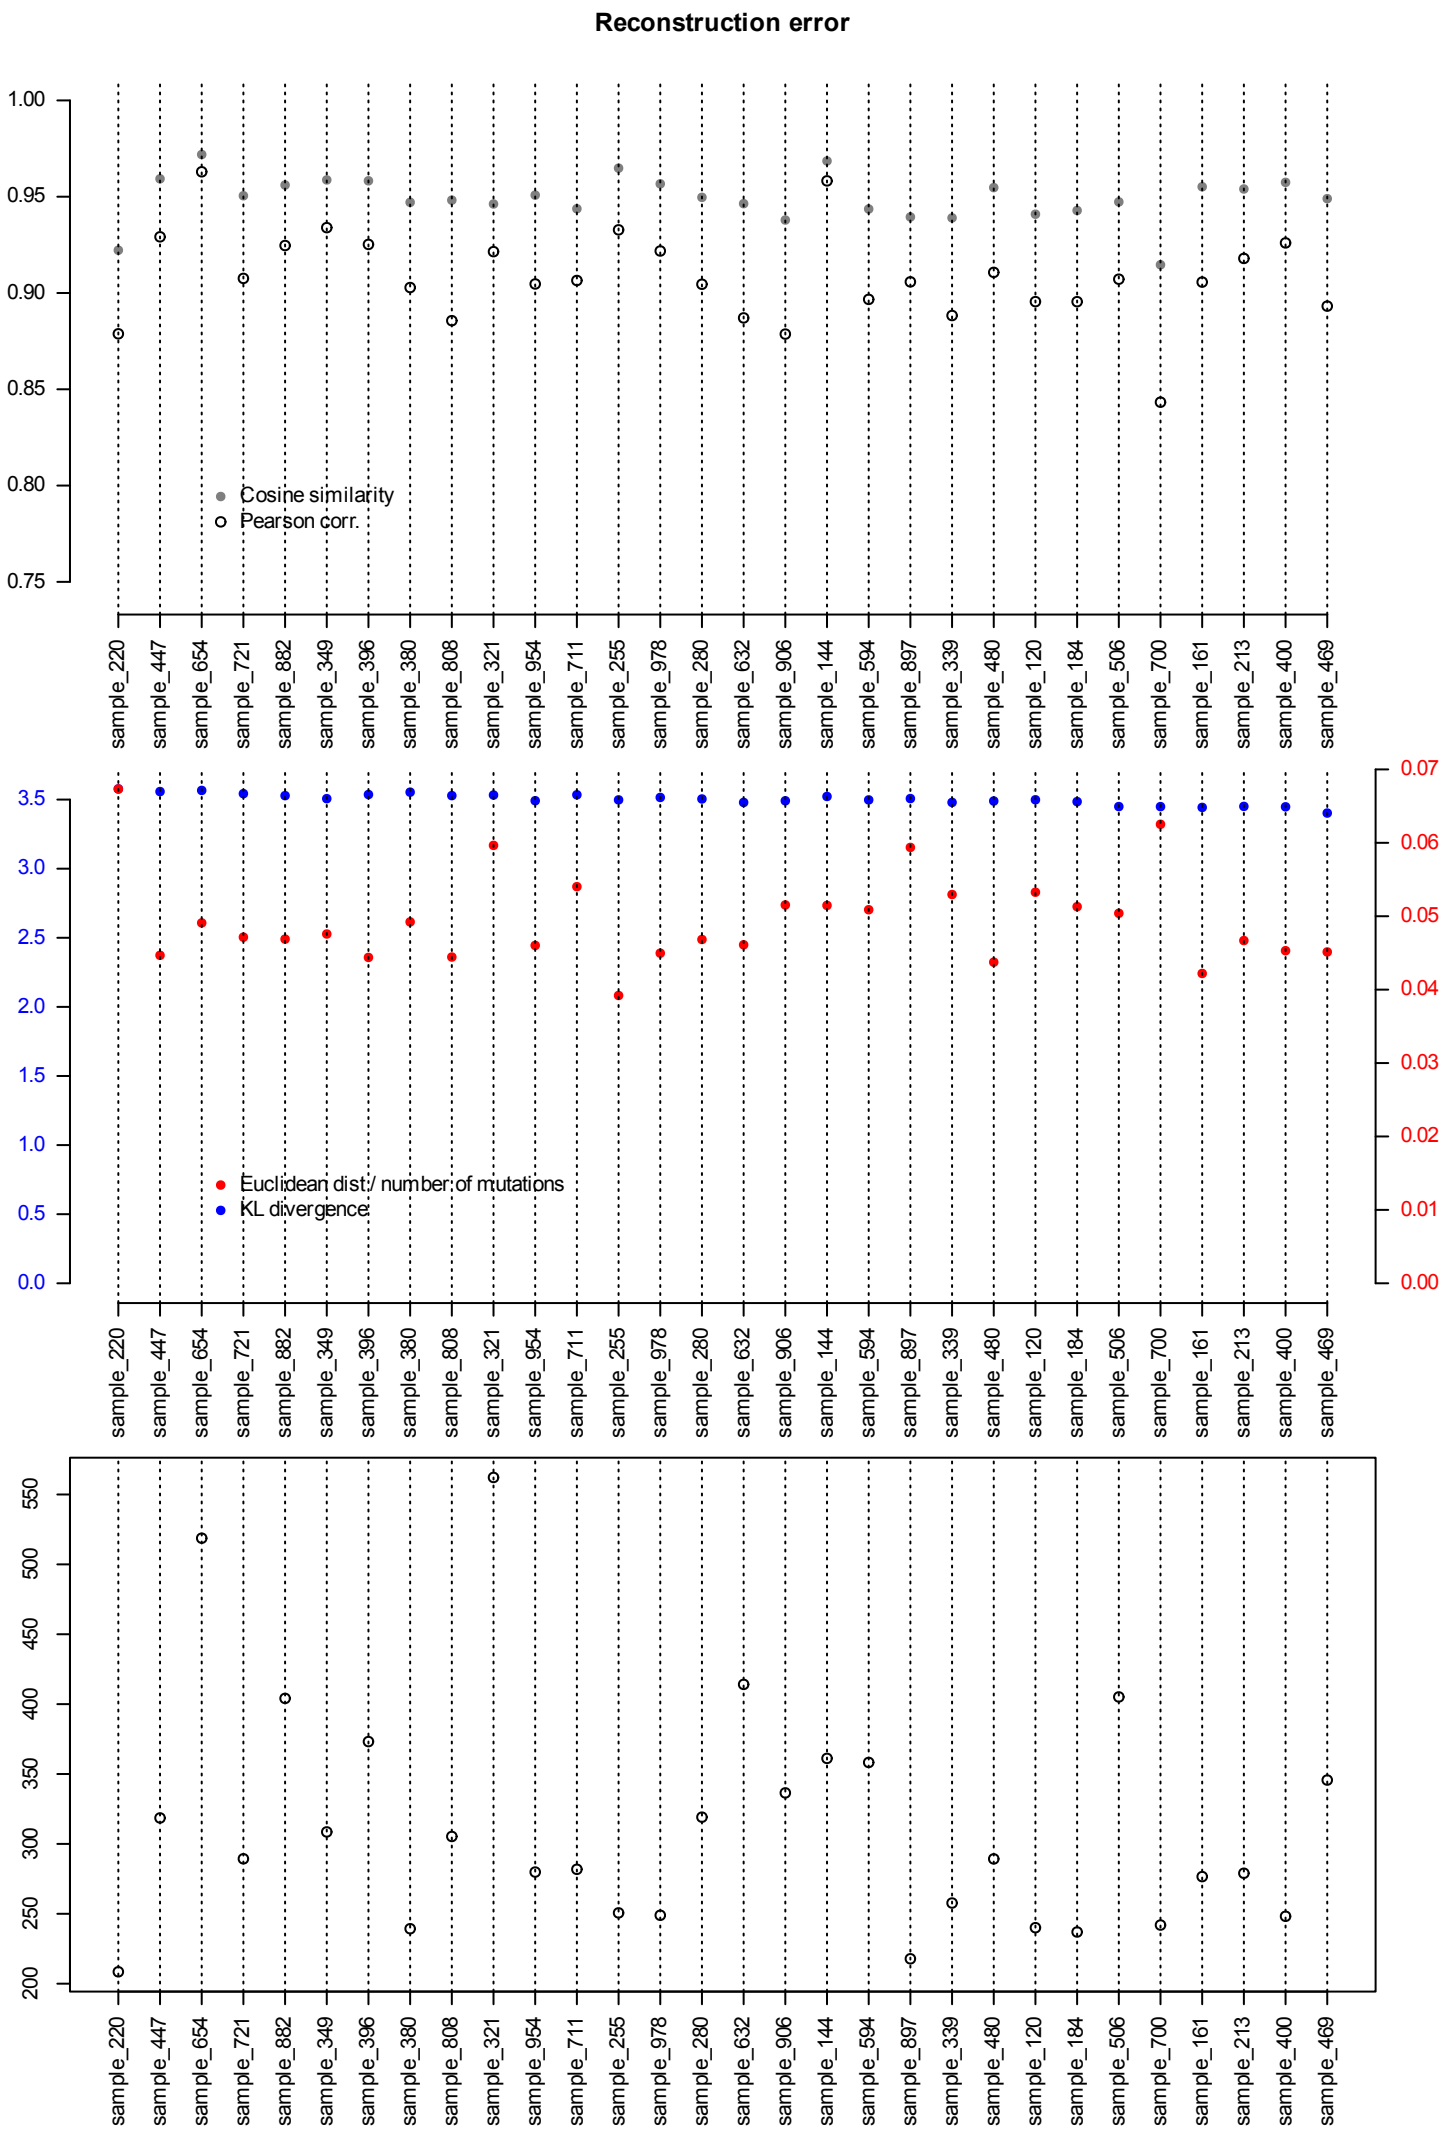 Reconstruction error
1.00
0.95
0.90
0.85
0.80
0.75
Cosine similarity
Pearson corr.
sample_220
sample_447
sample_654
sample_721
sample_882
sample_349
sample_396
sample_380
sample_808
sample_321
sample_954
sample_711
sample_255
sample_978
sample_280
sample_632
sample_906
sample_144
sample_594
sample_897
sample_339
sample_480
sample_120
sample_184
sample_506
sample_700
sample_161
sample_213
sample_400
sample_469
3.5
3.0
2.5
2.0
1.5
1.0
0.5
0.0
0.07
0.06
0.05
0.04
0.03
0.02
0.01
0.00
Euclidean dist./ number of mutations
KL divergence
sample_220
sample_447
sample_654
sample_721
sample_882
sample_349
sample_396
sample_380
sample_808
sample_321
sample_954
sample_711
sample_255
sample_978
sample_280
sample_632
sample_906
sample_144
sample_594
sample_897
sample_339
sample_480
sample_120
sample_184
sample_506
sample_700
sample_161
sample_213
sample_400
sample_469
550
500
450
400
350
300
250
200
sample_220
sample_447
sample_654
sample_721
sample_882
sample_349
sample_396
sample_380
sample_808
sample_321
sample_954
sample_711
sample_255
sample_978
sample_280
sample_632
sample_906
sample_144
sample_594
sample_897
sample_339
sample_480
sample_120
sample_184
sample_506
sample_700
sample_161
sample_213
sample_400
sample_469